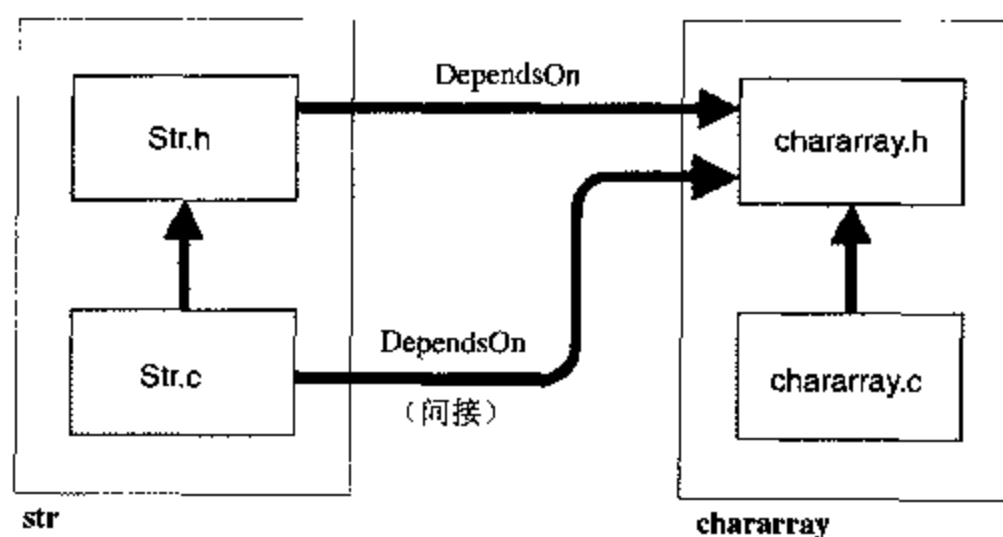 DependsOn
Str.h
chararray.h
DependsOn
Str.c
chararray.c
（间接）
str
chararray